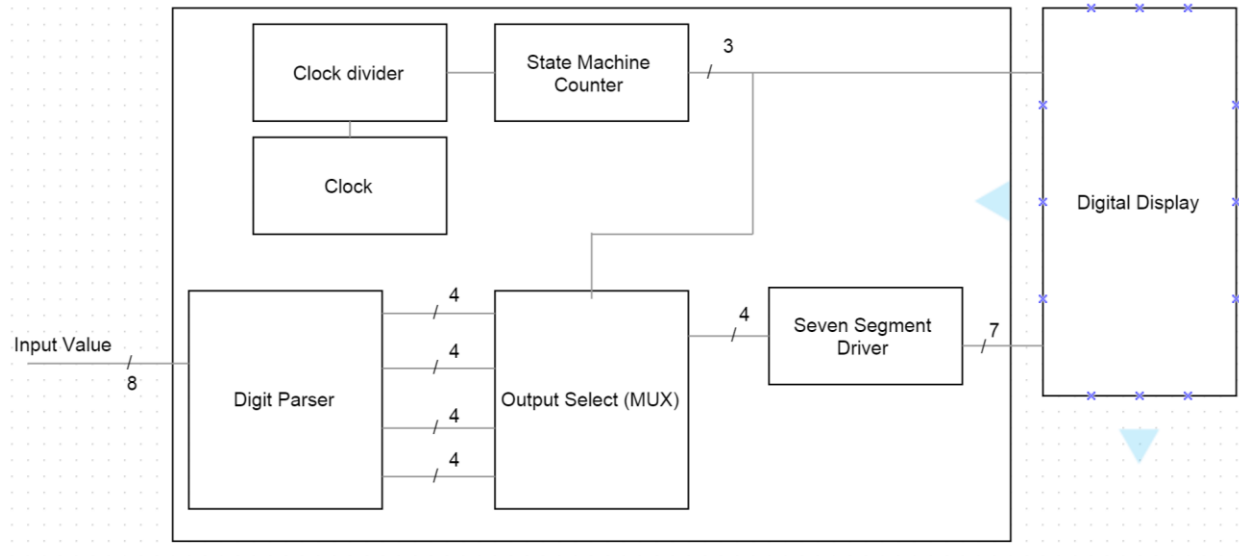 Clock divider
State Machine
Counter
3
Clock
Digital Display
Input Value
8
Digit Parser
4
4
4
4
Output Select (MUX)
4
Seven Segment
Driver
7